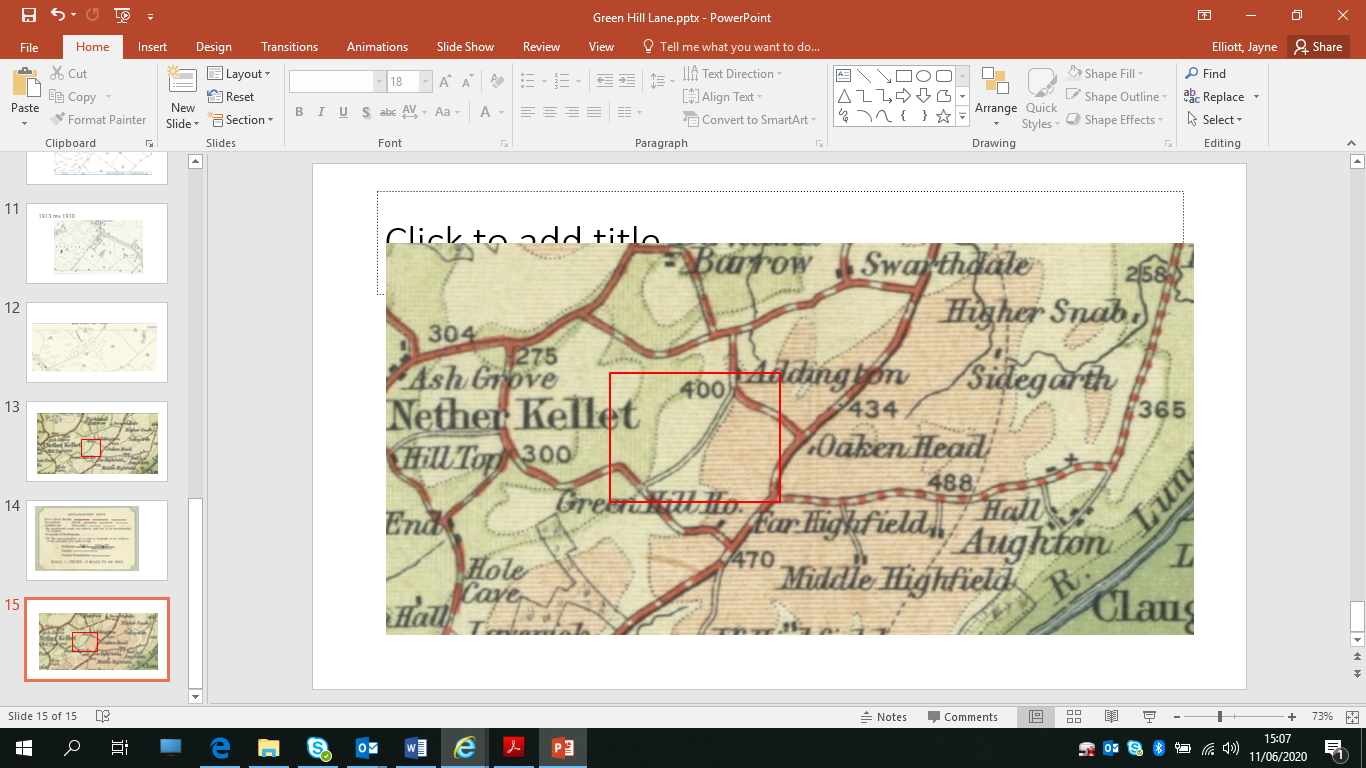 Green Hill Lane.pptx - PowerPoint
File Home Insert Design Transitions Animations Slide Show Review View Tell me what you want to do... Elliott, Jayne Share
Paste
Cut
Copy
Format Painter
Clipboard
New Slide
Layout
Reset
Section
Slides
18
B I U S abc AV Aa A
Font
Text Direction
Align Text
Convert to SmartArt
Paragraph
Arrange
Quick Styles
Shape Fill
Shape Outline
Shape Effects
Drawing
Find
Replace
Select
Editing
11
12
13
14
15
Click to add title
Barrow
Swarthdale
258
Higher Snab
304
275
Ash Grove
400
Addington
Sidegarth
Nether Kellet
434
365
Hill Top
300
Oaken Head
488
Green Hill Ho.
Hall
End
Far Highfield
Aughton
R. Lun
470
Hole Cave
Middle Highfield
Hall
Claug
Slide 15 of 15
Notes
Comments
73%
15:07
11/06/2020
1